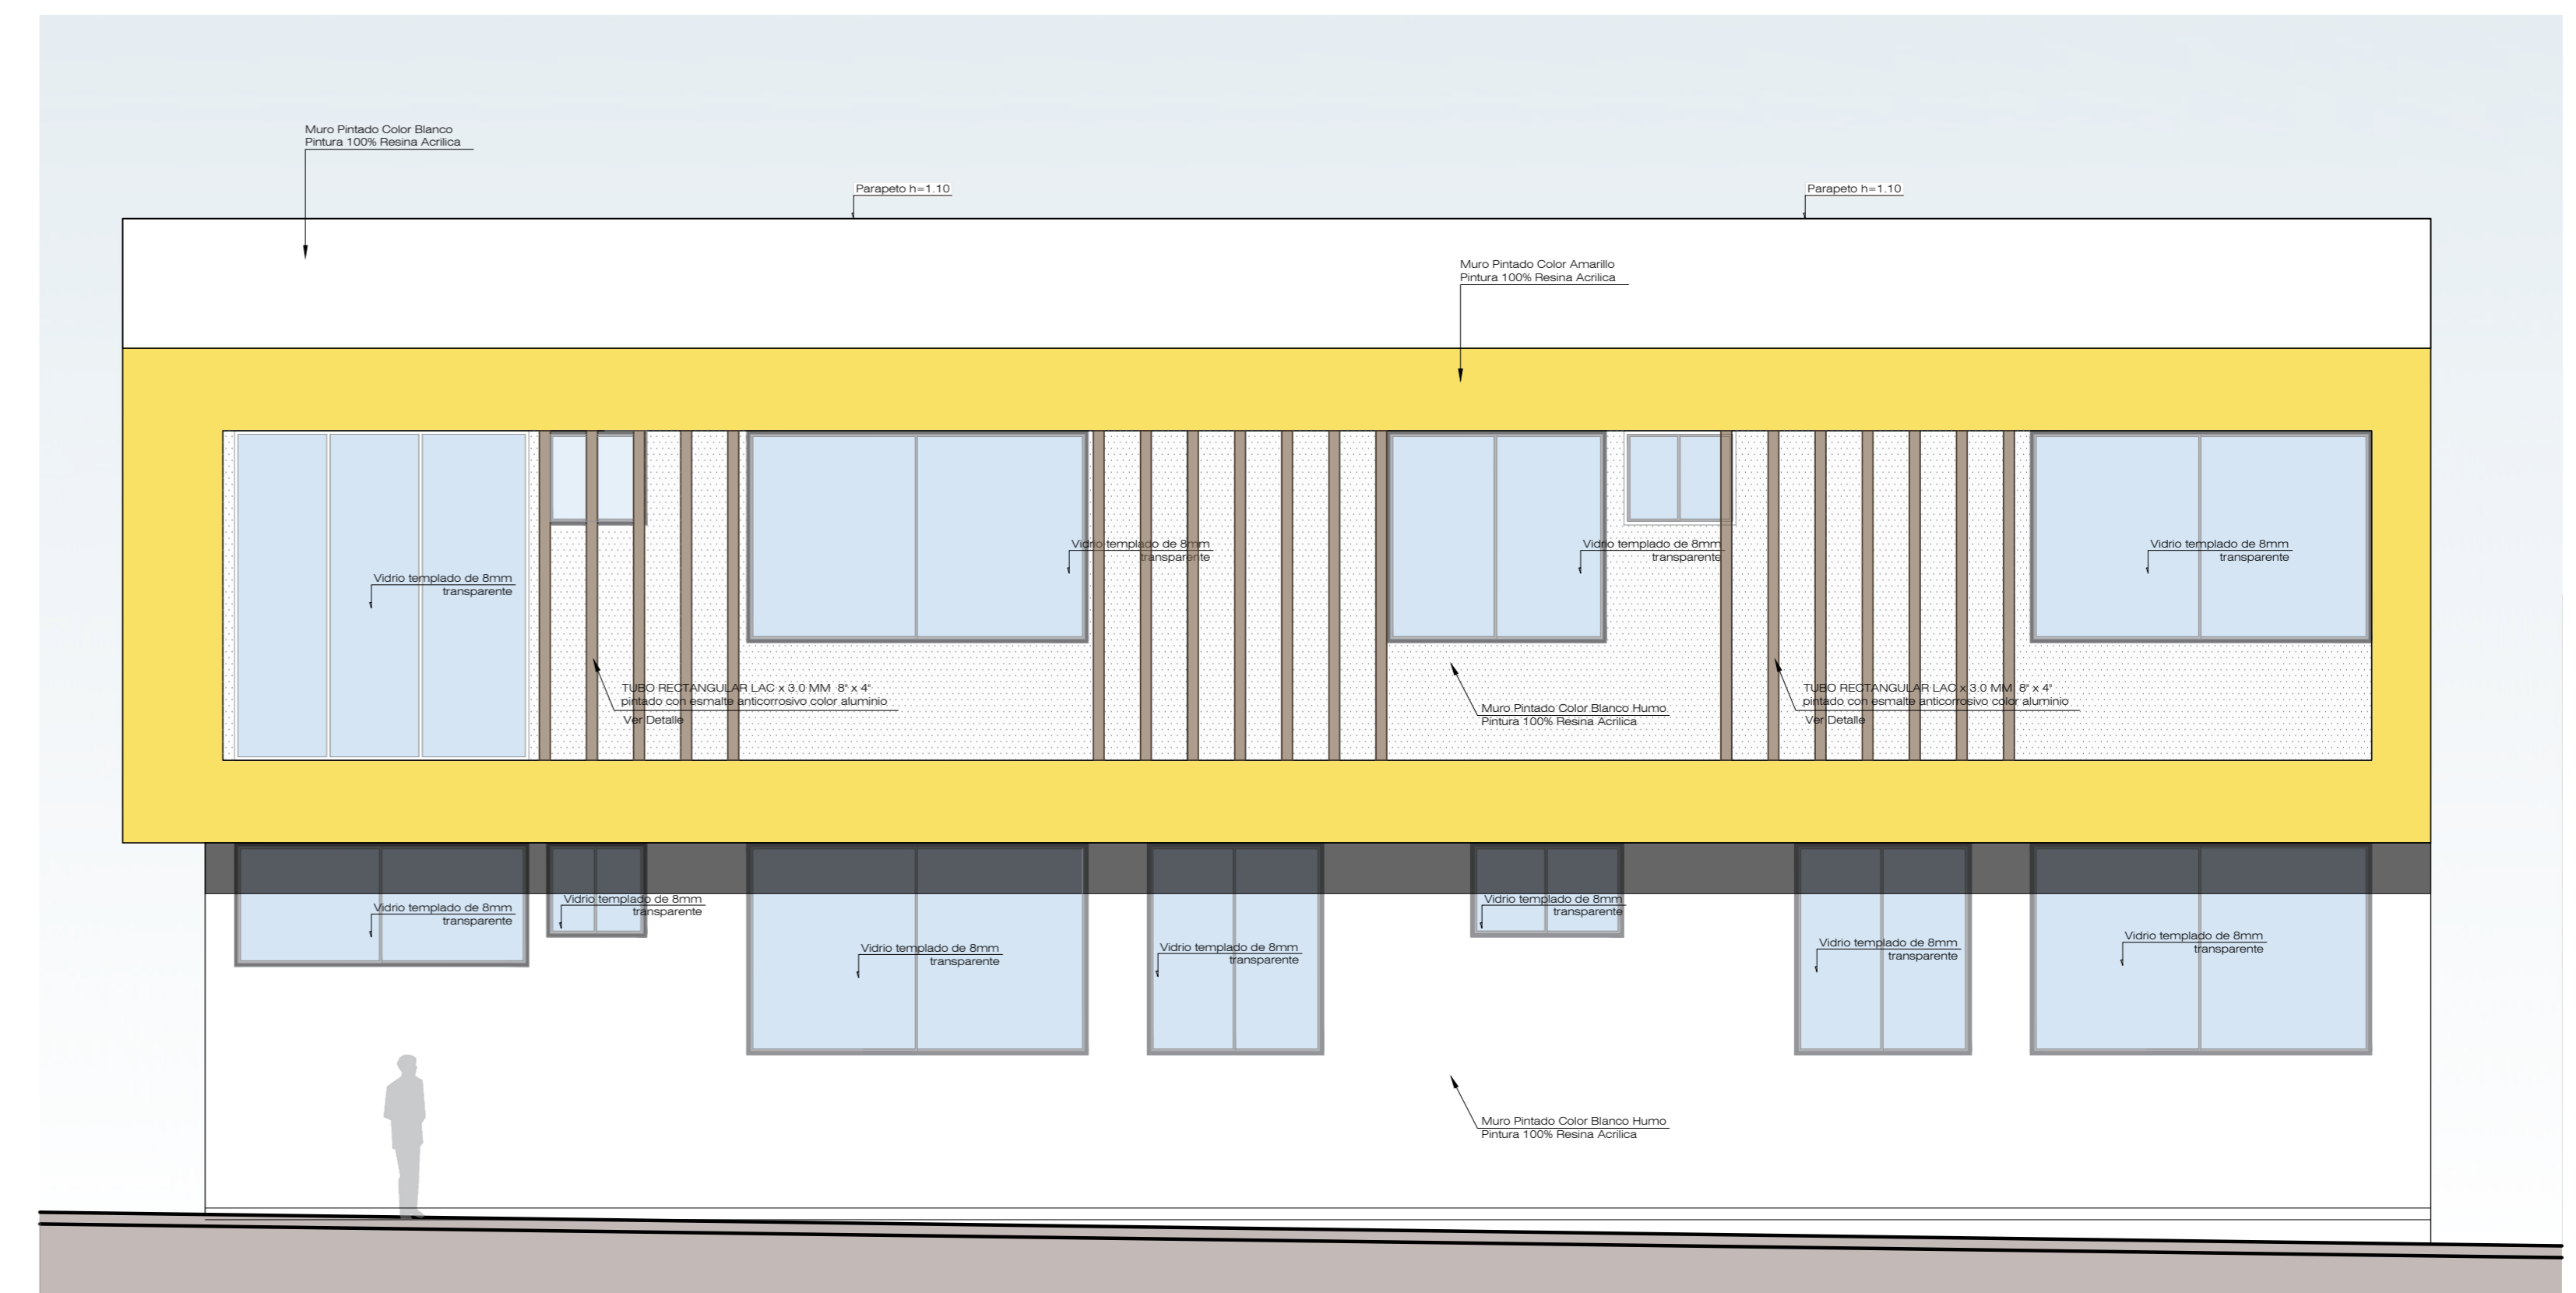 Muro Pintado Color Blanco
Pintura 100% Resina Acrilica
Parapeto h=1.10
Parapeto h=1.10
Muro Pintado Color Amarillo
Pintura 100% Resina Acrilica
Vidrio templado de 8mm
transparente
Vidrio templado de 8mm
transparente
Vidrio templado de 8mm
transparente
Vidrio templado de 8mm
transparente
TUBO RECTANGULAR LAC x 3.0 MM 8" x 4"
pintado con esmalte anticorrosivo color aluminio
Ver Detalle
Muro Pintado Color Blanco Humo
Pintura 100% Resina Acrilica
TUBO RECTANGULAR LAC x 3.0 MM 8" x 4"
pintado con esmalte anticorrosivo color aluminio
Ver Detalle
Vidrio templado de 8mm
transparente
Vidrio templado de 8mm
transparente
Vidrio templado de 8mm
transparente
Vidrio templado de 8mm
transparente
Vidrio templado de 8mm
transparente
Vidrio templado de 8mm
transparente
Vidrio templado de 8mm
transparente
Muro Pintado Color Blanco Humo
Pintura 100% Resina Acrilica